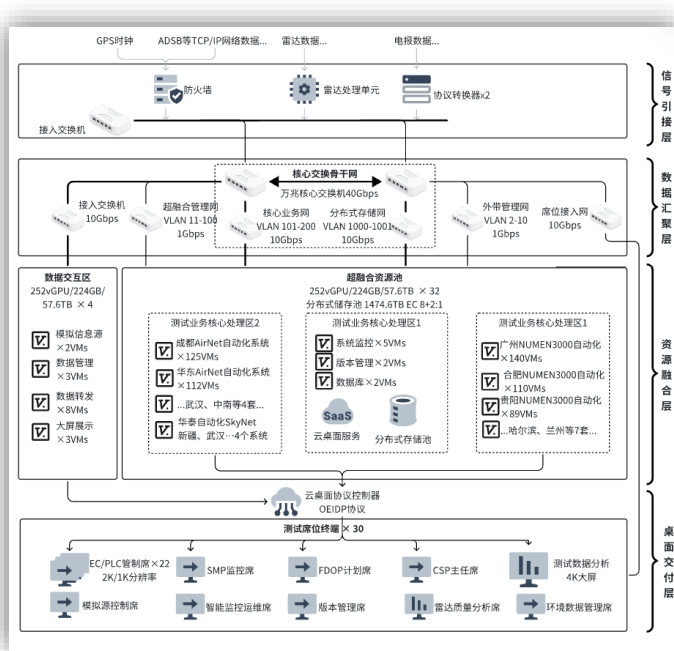 GPS时钟
ADSB等TCP/IP网络数据...
雷达数据...
电报数据...
防火墙
雷达处理单元
协议转换器x2
接入交换机
信号引接层
核心交换骨干网
万兆核心交换机40Gbps
接入交换机
10Gbps
超融合管理网
VLAN 11-100
1Gbps
核心业务网
VLAN 101-200
10Gbps
分布式存储网
VLAN 1000-1001
10Gbps
外带管理网
VLAN 2-10
1Gbps
席位接入网
10Gbps
数据汇聚层
数据交互区
252vGPU/224GB/
57.6TB × 4
模拟信息源
×2VMs
数据管理
×3VMs
数据转发
×8VMs
大屏展示
×3VMs
超融合资源池
252vGPU/224GB/57.6TB × 32
分布式储存池 1474.6TB EC 8+2:1
测试业务核心处理区2
成都AirNet自动化系统
×125VMs
华东AirNet自动化系统
×112VMs
...武汉、中南等4套...
华泰自动化SkyNet
新疆、武汉...4个系统
测试业务核心处理区1
系统监控×5VMs
版本管理×2VMs
数据库×2VMs
SaaS
云桌面服务
分布式存储池
测试业务核心处理区1
广州NUMEN3000自动化
×140VMs
合肥NUMEN3000自动化
×110VMs
贵阳NUMEN3000自动化
×89VMs
...哈尔滨、兰州等7套...
资源融合层
云桌面协议控制器
OEIDP协议
测试席位终端 × 30
EC/PLC管制席×22
2K/1K分辨率
SMP监控席
FDOP计划席
CSP主任席
测试数据分析
4K大屏
模拟源控制席
智能监控运维席
版本管理席
雷达质量分析席
环境数据管理席
桌面交付层